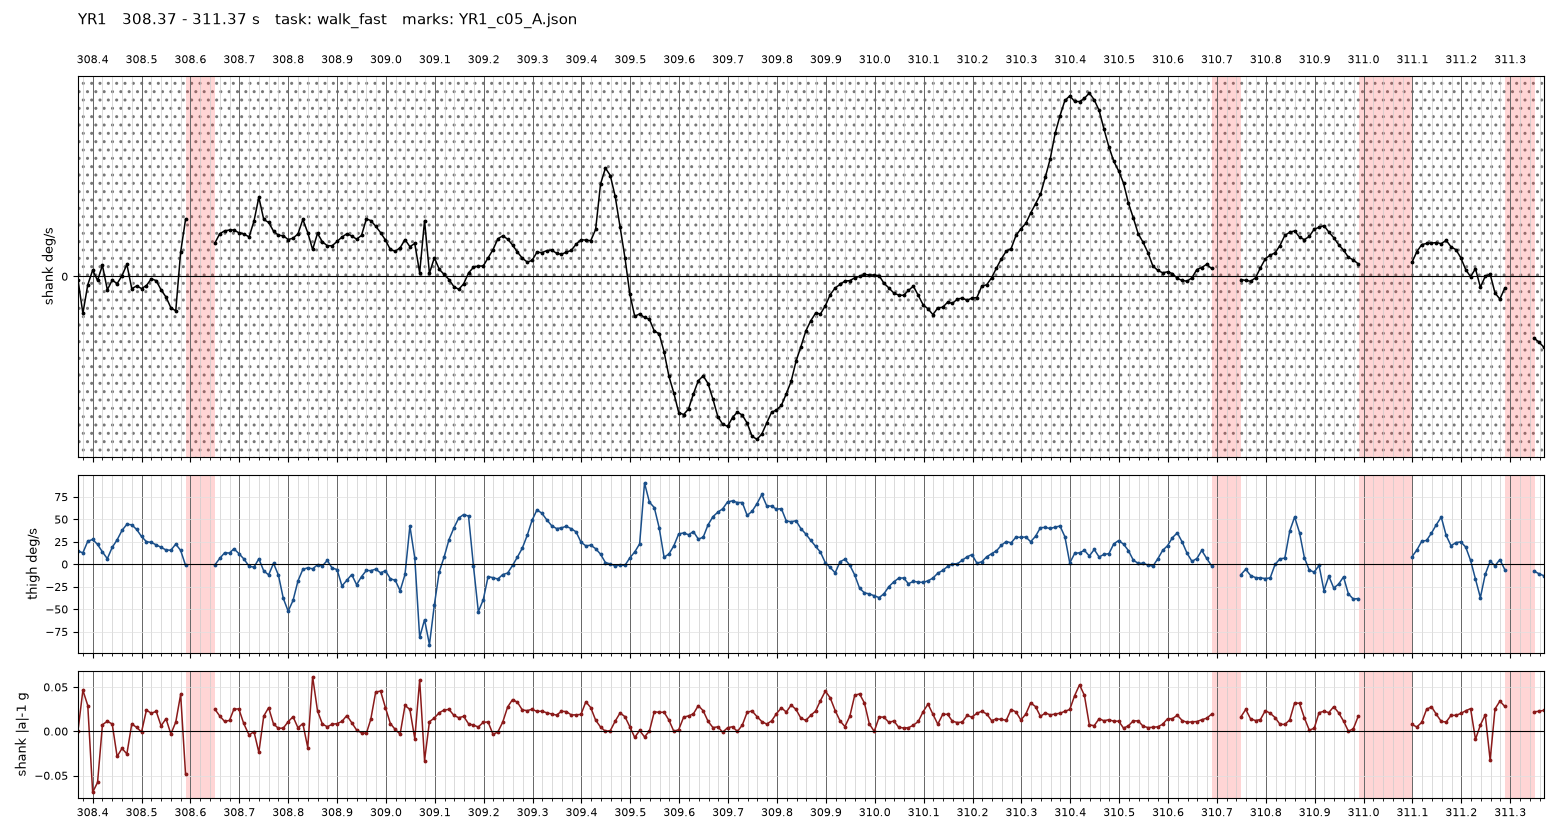 YR1   308.37 - 311.37 s   task: walk_fast   marks: YR1_c05_A.json
308.4 308.5 308.6 308.7 308.8 308.9 309.0 309.1 309.2 309.3 309.4 309.5 309.6 309.7 309.8 309.9 310.0 310.1 310.2 310.3 310.4 310.5 310.6 310.7 310.8 310.9 311.0 311.1 311.2 311.3
shank deg/s
0
thigh deg/s
75
50
25
0
−25
−50
−75
shank |a|-1 g
0.05
0.00
−0.05
308.4 308.5 308.6 308.7 308.8 308.9 309.0 309.1 309.2 309.3 309.4 309.5 309.6 309.7 309.8 309.9 310.0 310.1 310.2 310.3 310.4 310.5 310.6 310.7 310.8 310.9 311.0 311.1 311.2 311.3